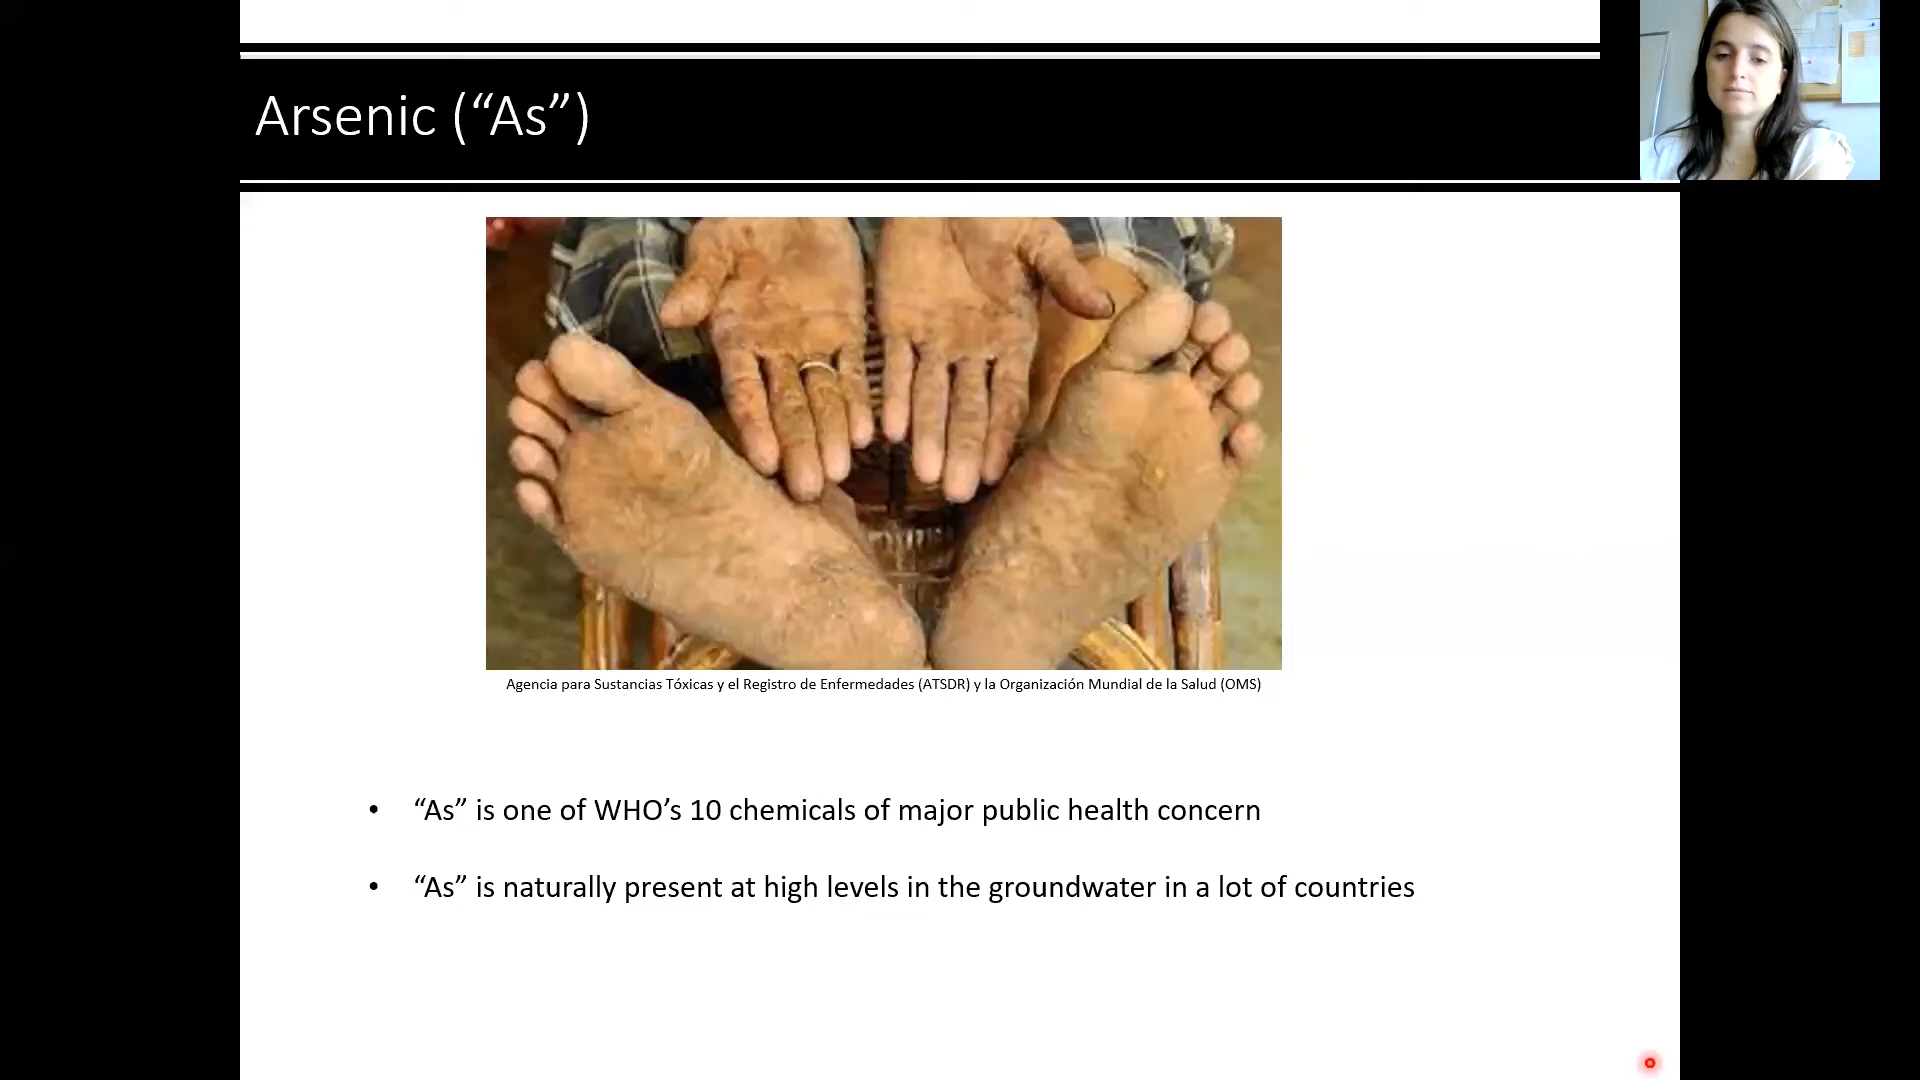 Arsenic (“As”)
Agencia para Sustancias Tóxicas y el Registro de Enfermedades (ATSDR) y la Organización Mundial de la Salud (OMS)
• “As” is one of WHO’s 10 chemicals of major public health concern
• “As” is naturally present at high levels in the groundwater in a lot of countries